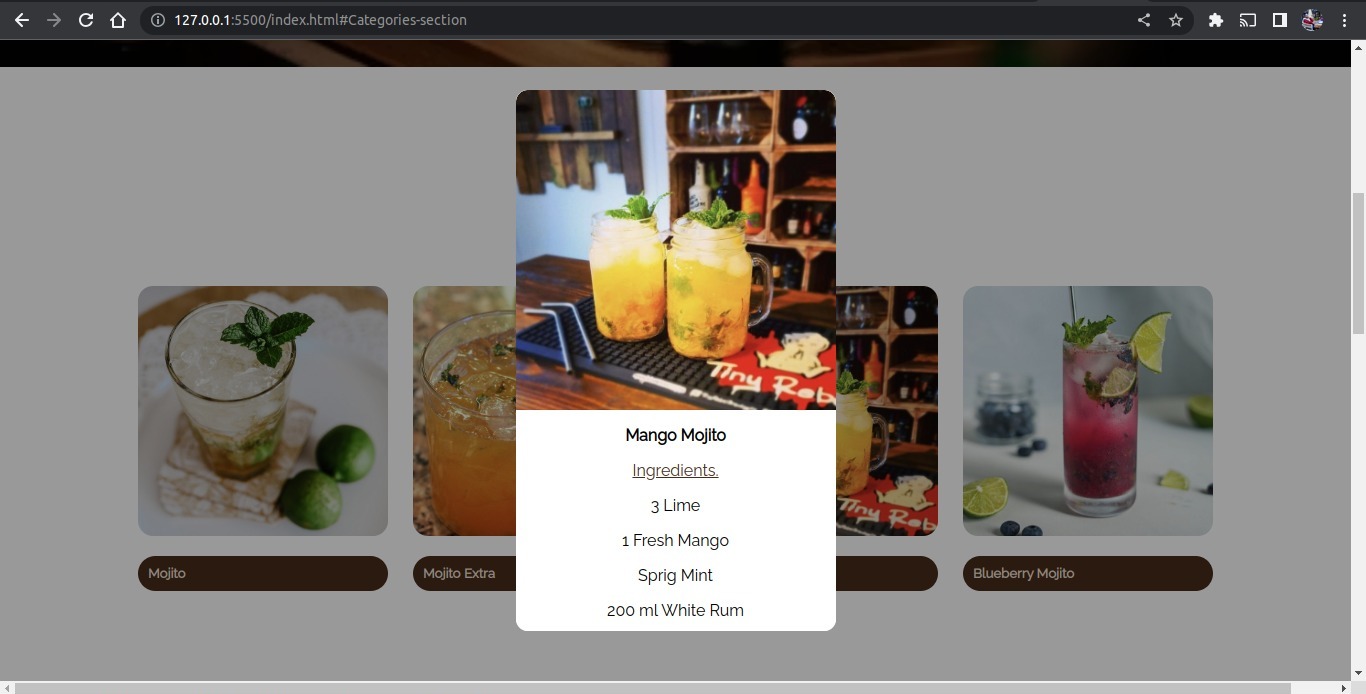 127.0.0.1:5500/index.html#Categories-section
Tiny Reb
Mango Mojito
Ingredients.
3 Lime
1 Fresh Mango
Sprig Mint
200 ml White Rum
Tiny Reb
Mojito
Mojito Extra
Blueberry Mojito